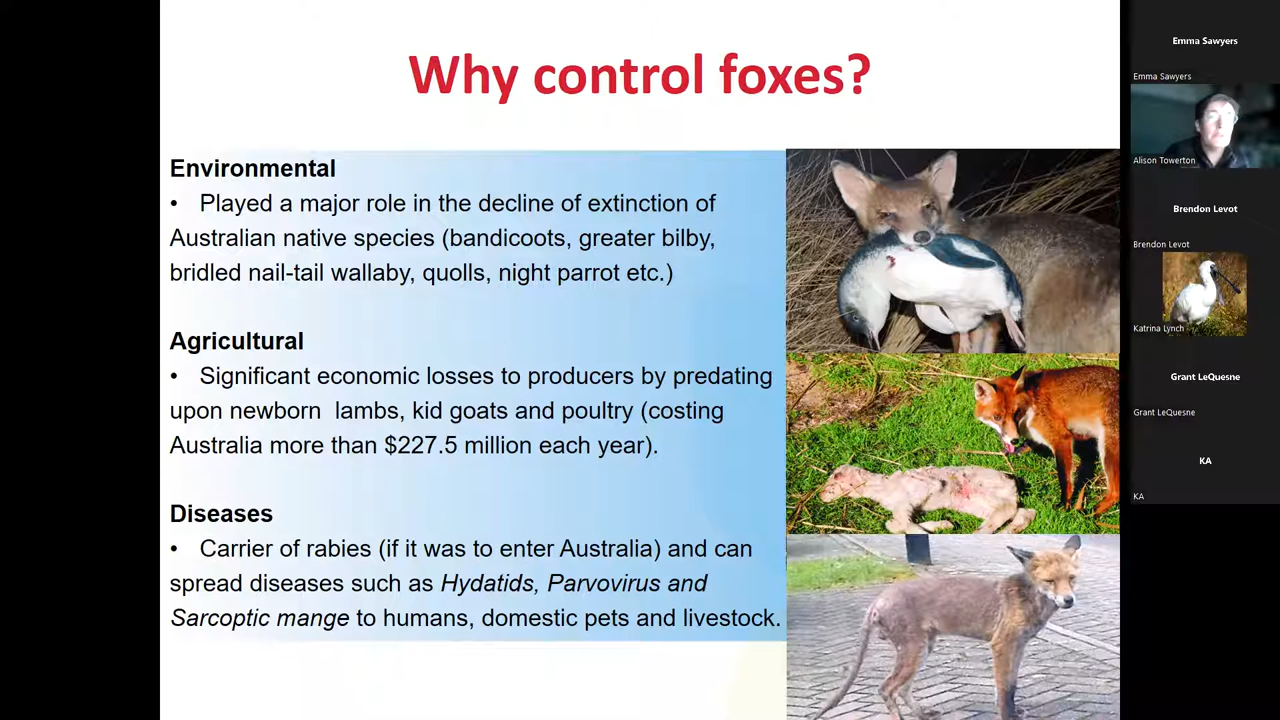 Why control foxes?
Environmental
• Played a major role in the decline of extinction of
Australian native species (bandicoots, greater bilby,
bridled nail-tail wallaby, quolls, night parrot etc.)
Agricultural
• Significant economic losses to producers by predating
upon newborn lambs, kid goats and poultry (costing
Australia more than $227.5 million each year).
Diseases
• Carrier of rabies (if it was to enter Australia) and can
spread diseases such as Hydatids, Parvovirus and
Sarcoptic mange to humans, domestic pets and livestock.
Emma Sawyers
Emma Sawyers
Alison Towerton
Brendon Levot
Brendon Levot
Katrina Lynch
Grant LeQuesne
Grant LeQuesne
KA
KA